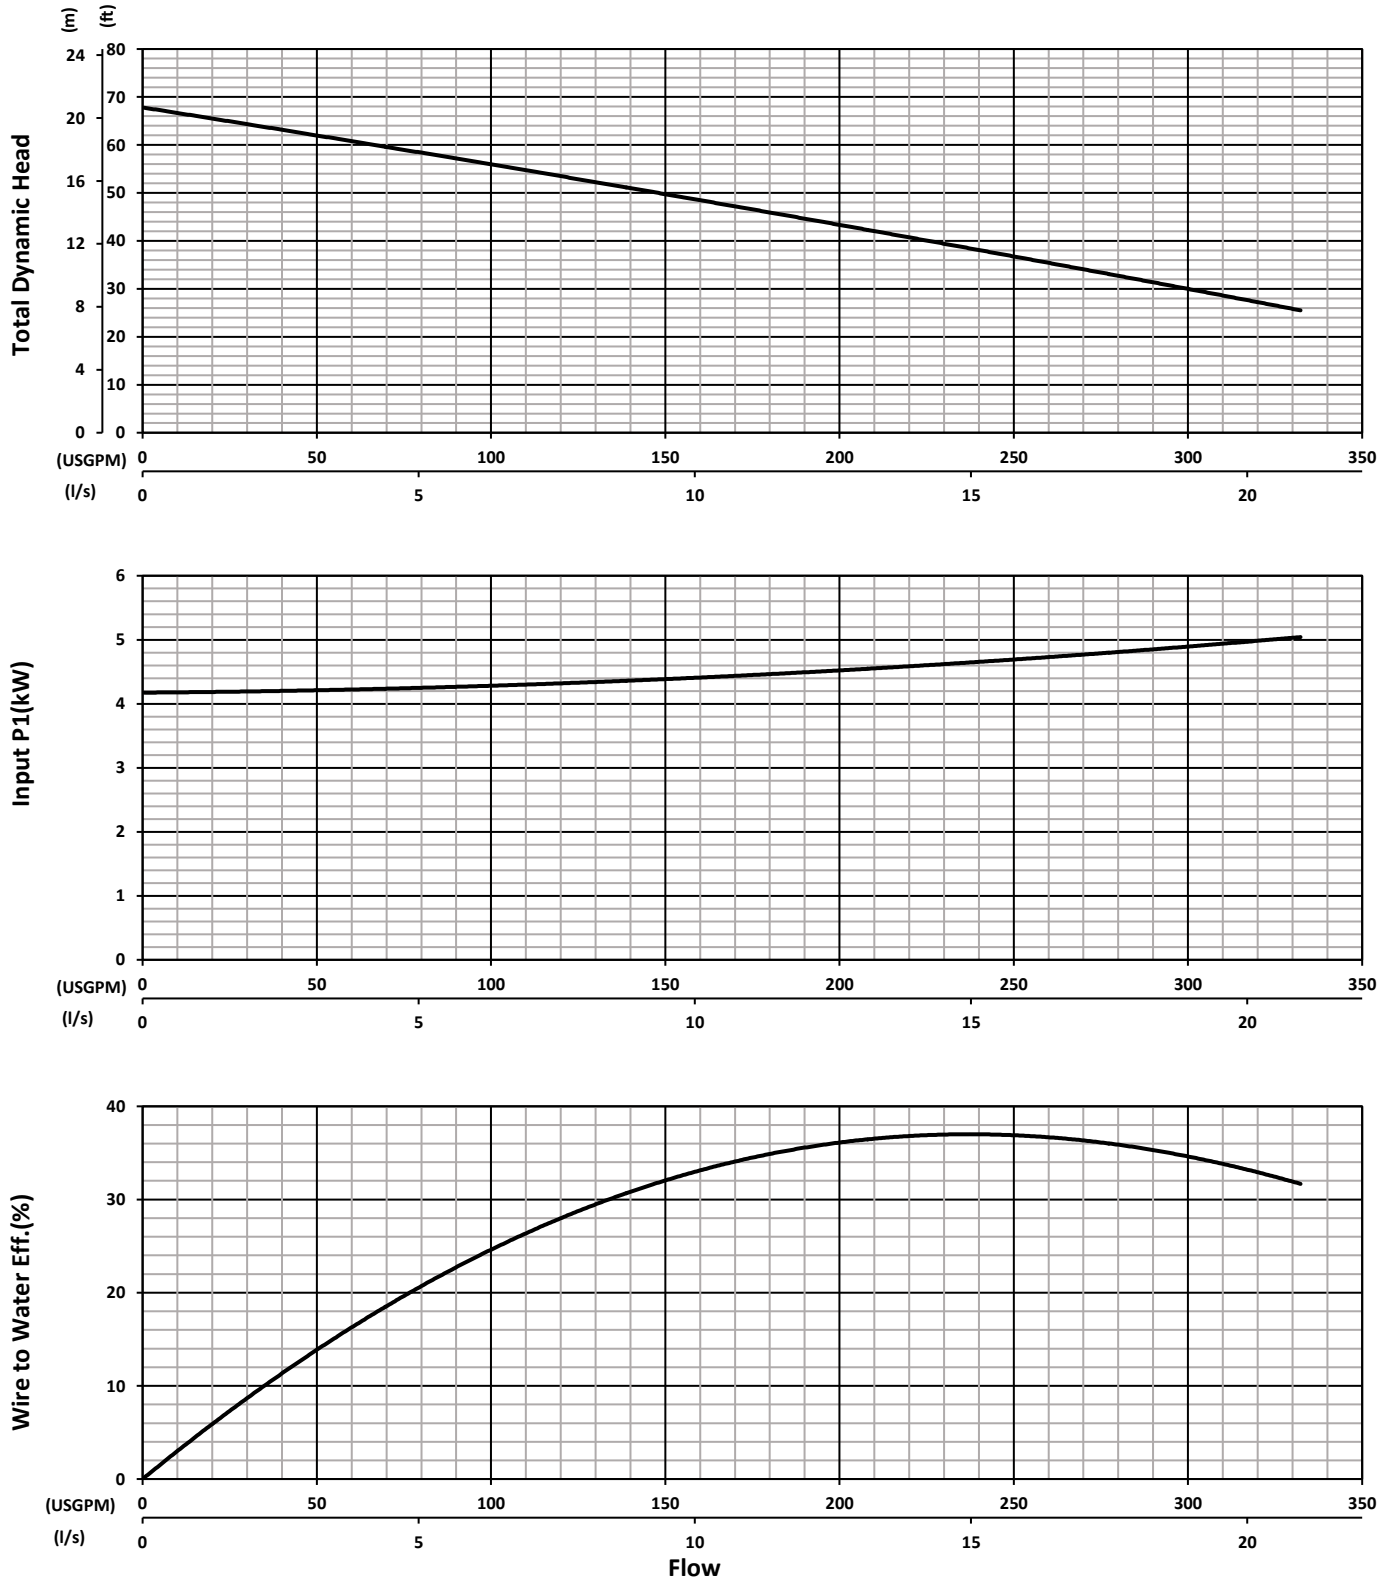 (m) (ft)
Total Dynamic Head
24 80
70
20
60
16 50
12 40
30
8
20
4
10
0 0
(USGPM) 0 50 100 150 200 250 300 350
(l/s) 0 5 10 15 20
Input P1(kW)
6
5
4
3
2
1
0
(USGPM) 0 50 100 150 200 250 300 350
(l/s) 0 5 10 15 20
Wire to Water Eff.(%)
40
30
20
10
0
(USGPM) 0 50 100 150 200 250 300 350
(l/s) 0 5 10 15 20
Flow